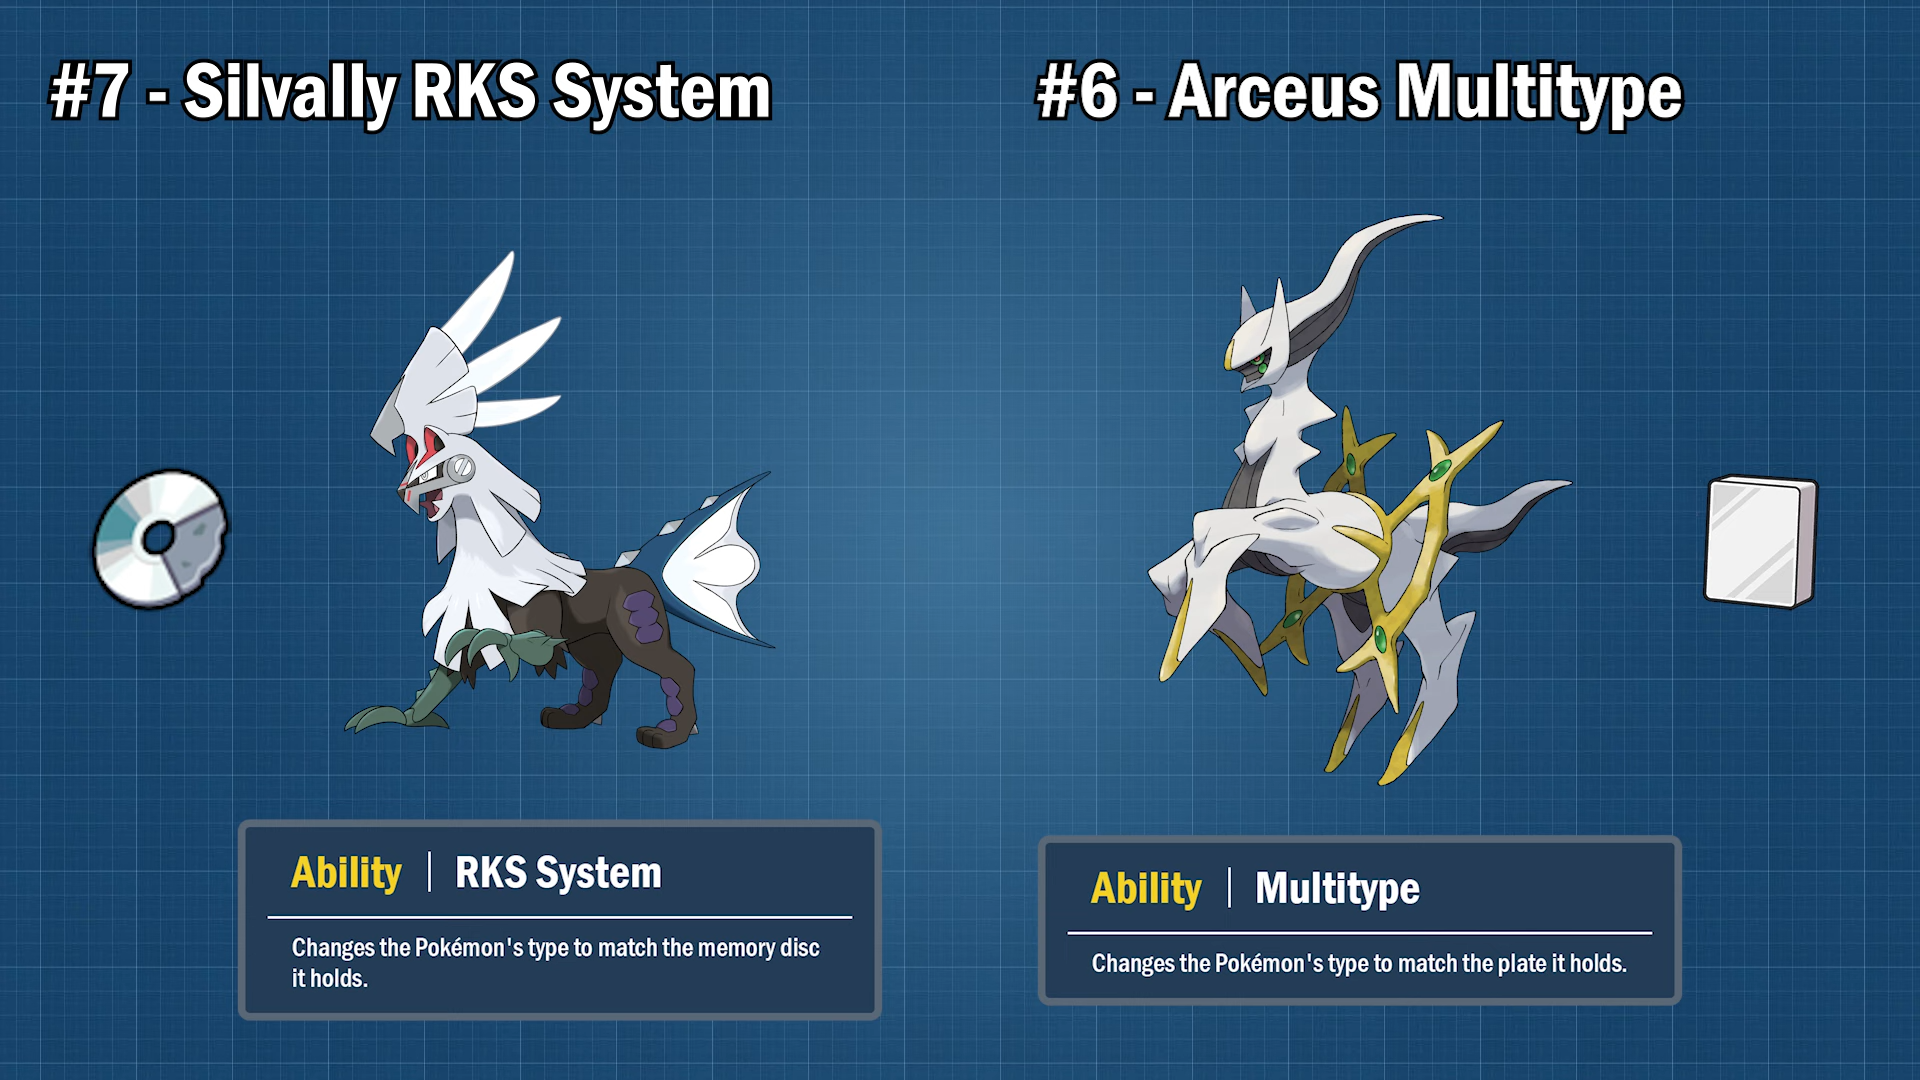 #7 - Silvally RKS System
#6 - Arceus Multitype
Ability | RKS System
Changes the Pokémon's type to match the memory disc
it holds.
Ability | Multitype
Changes the Pokémon's type to match the plate it holds.